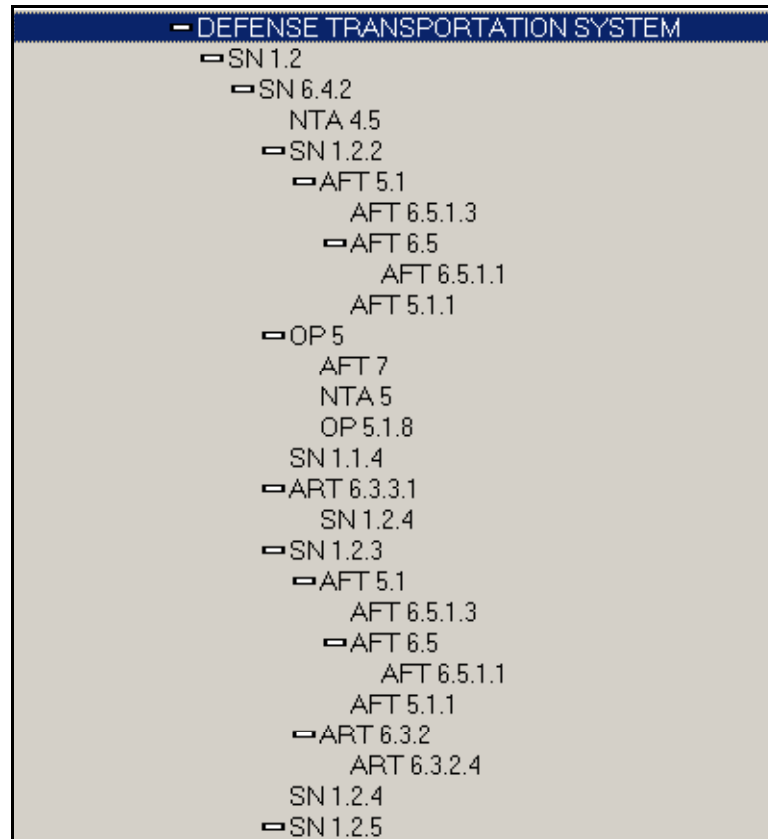 DEFENSE TRANSPORTATION SYSTEM
SN 1.2
SN 6.4.2
NTA 4.5
SN 1.2.2
AFT 5.1
AFT 6.5.1.3
AFT 6.5
AFT 6.5.1.1
AFT 5.1.1
OP 5
AFT 7
NTA 5
OP 5.1.8
SN 1.1.4
ART 6.3.3.1
SN 1.2.4
SN 1.2.3
AFT 5.1
AFT 6.5.1.3
AFT 6.5
AFT 6.5.1.1
AFT 5.1.1
ART 6.3.2
ART 6.3.2.4
SN 1.2.4
SN 1.2.5